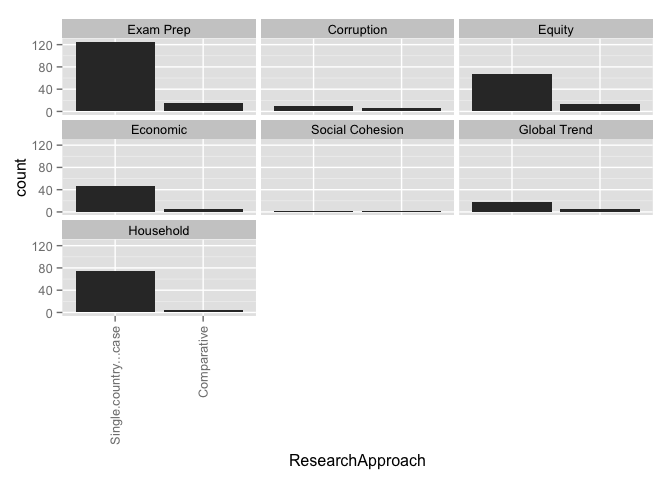 Exam Prep Corruption Equity
120
80
40
0
Economic Social Cohesion Global Trend
120
80
40
0
Household
120
80
40
0
count
Single.country...case
Comparative
ResearchApproach